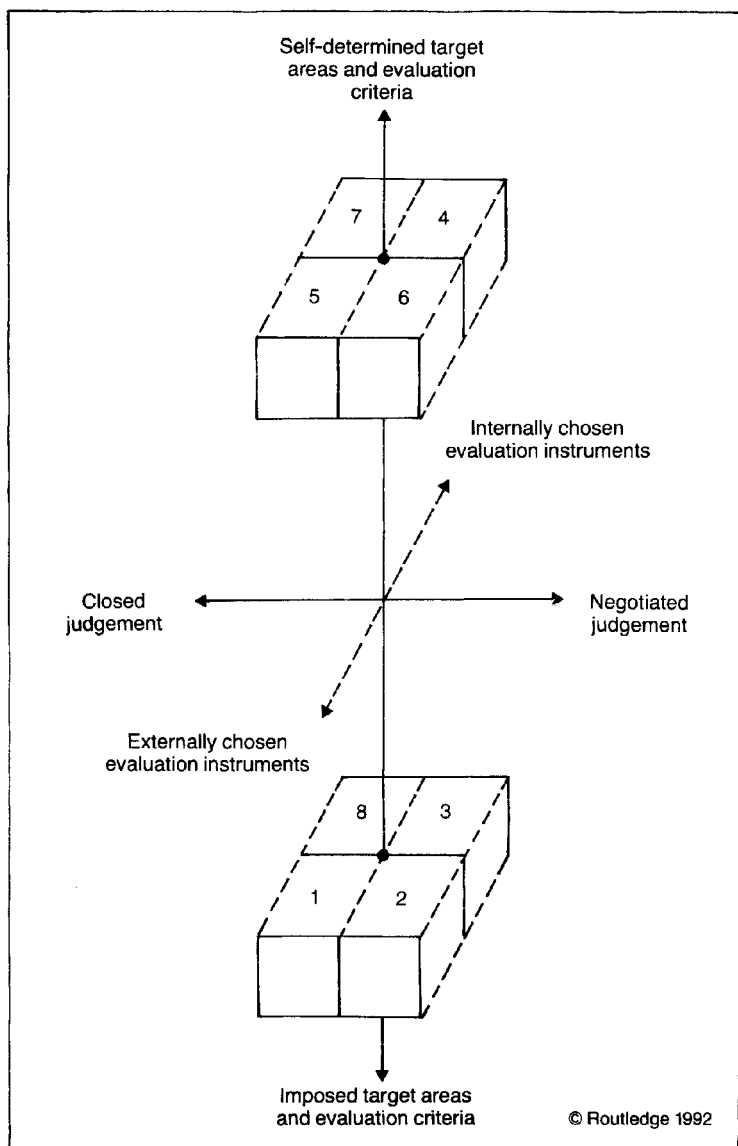 Self-determined target
areas and evaluation
criteria
7 4
5 6
Internally chosen
evaluation instruments
Closed
judgement
Negotiated
judgement
Externally chosen
evaluation instruments
8 3
1 2
Imposed target areas
and evaluation criteria
© Routledge 1992